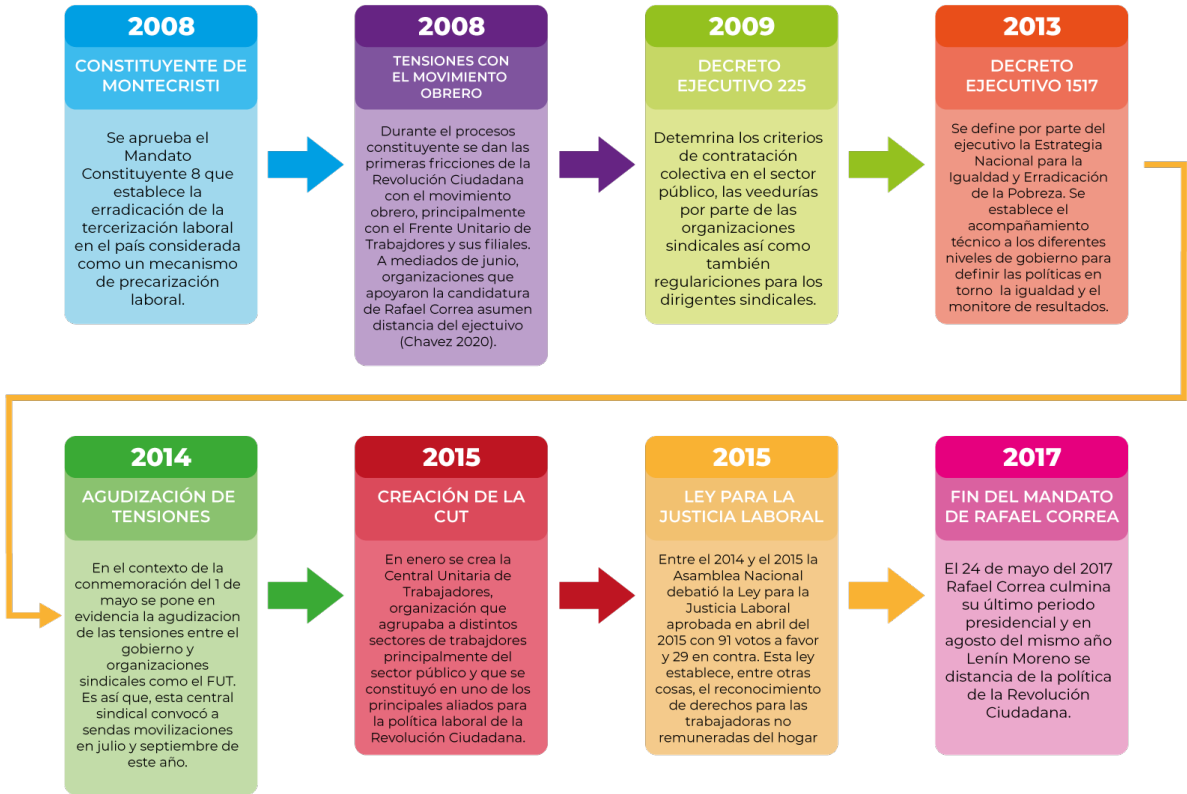 2008
CONSTITUYENTE DE
MONTECRISTI
Se aprueba el
Mandato
Constituyente 8 que
establece la
erradicación de la
tercerización laboral
en el país considerada
como un mecanismo
de precarización
laboral.
2008
TENSIONES CON
EL MOVIMIENTO
OBRERO
Durante el procesos
constituyente se dan las
primeras fricciones de la
Revolución Ciudadana
con el movimiento
obrero, principalmente
con el Frente Unitario de
Trabajdores y sus filiales.
A mediados de junio,
organizaciones que
apoyaron la candidatura
de Rafael Correa asumen
distancia del ejectuivo
(Chavez 2020).
2009
DECRETO
EJECUTIVO 225
Detemrina los criterios
de contratación
colectiva en el sector
público, las veedurías
por parte de las
organizaciones
sindicales así como
también
regulariciones para los
dirigentes sindicales.
2013
DECRETO
EJECUTIVO 1517
Se define por parte del
ejecutivo la Estrategia
Nacional para la
Igualdad y Erradicación
de la Pobreza. Se
establece el
acompañamiento
técnico a los diferentes
niveles de gobierno para
definir las políticas en
torno la igualdad y el
monitore de resultados.
2014
AGUDIZACIÓN DE
TENSIONES
En el contexto de la
conmemoración del 1 de
mayo se pone en
evidencia la agudizacion
de las tensiones entre el
gobierno y
organizaciones
sindicales como el FUT.
Es así que, esta central
sindical convocó a
sendas movilizaciones
en julio y septiembre de
este año.
2015
CREACIÓN DE LA
CUT
En enero se crea la
Central Unitaria de
Trabajadores,
organización que
agrupaba a distintos
sectores de trabajdores
principalmente del
sector público y que se
constituyó en uno de los
principales aliados para
la política laboral de la
Revolución Ciudadana.
2015
LEY PARA LA
JUSTICIA LABORAL
Entre el 2014 y el 2015 la
Asamblea Nacional
debatió la Ley para la
Justicia Laboral
aprobada en abril del
2015 con 91 votos a favor
y 29 en contra. Esta ley
establece, entre otras
cosas, el reconocimiento
de derechos para las
trabajadoras no
remuneradas del hogar
2017
FIN DEL MANDATO
DE RAFAEL CORREA
El 24 de mayo del 2017
Rafael Correa culmina
su último periodo
presidencial y en
agosto del mismo año
Lenín Moreno se
distancia de la política
de la Revolución
Ciudadana.